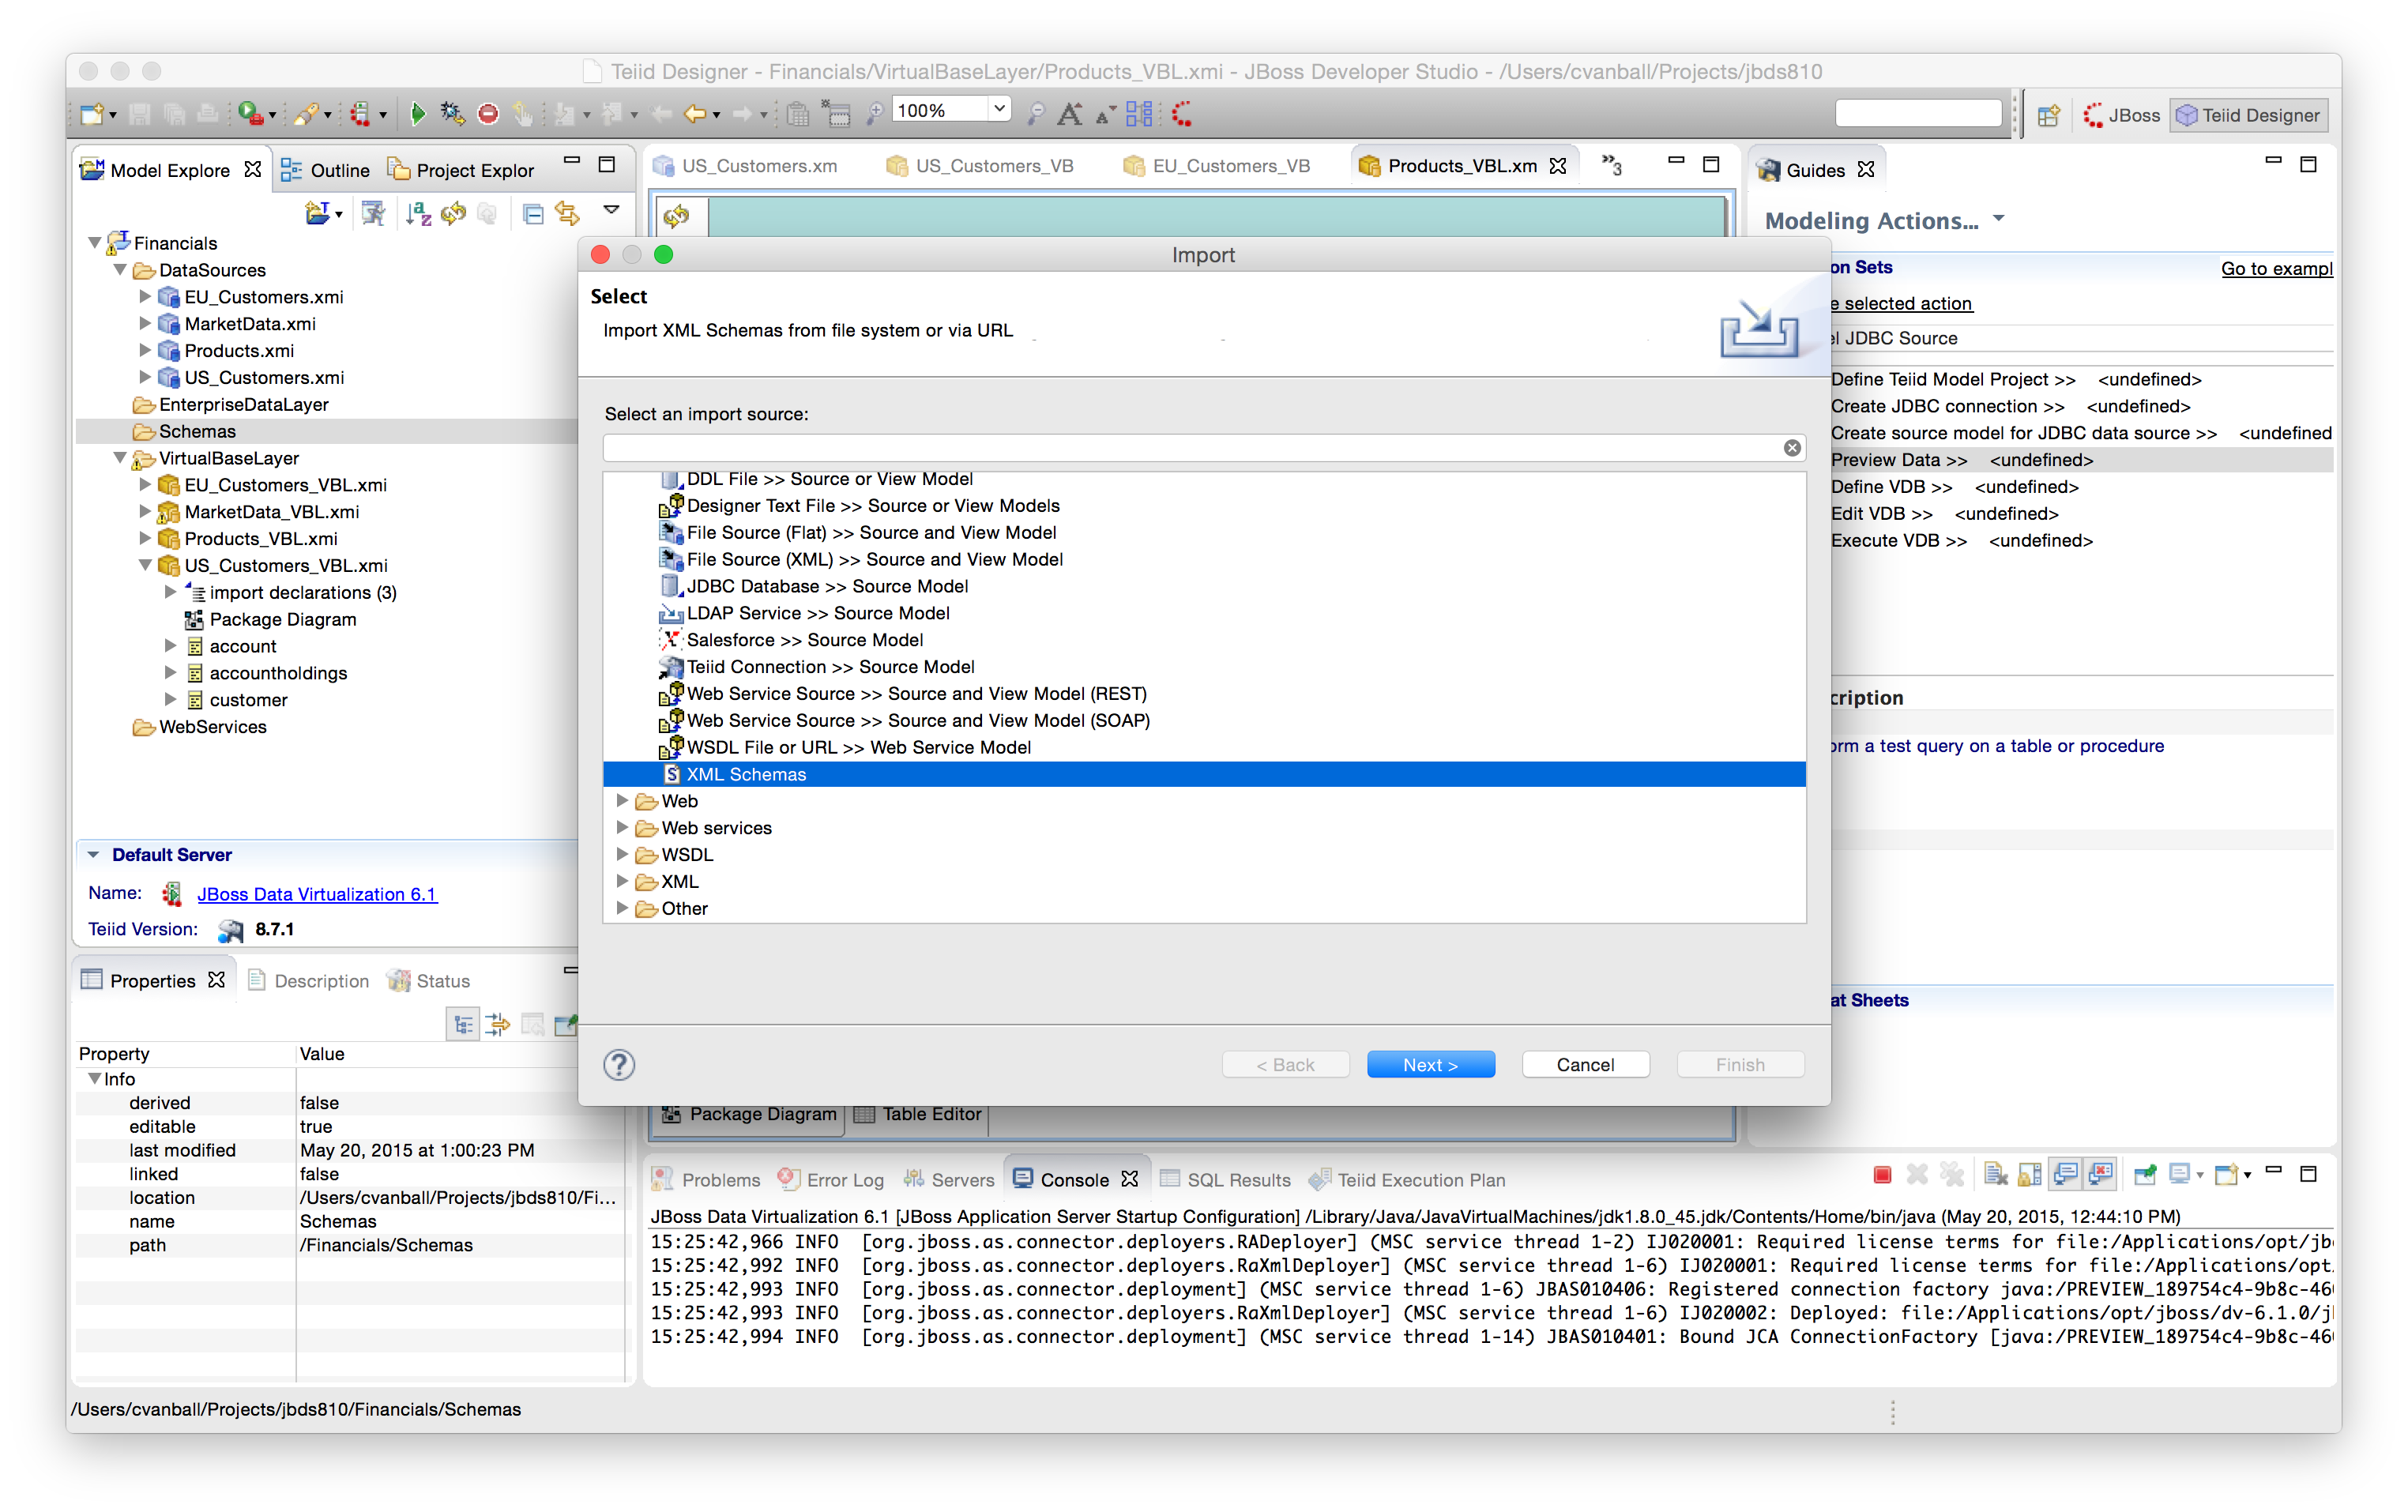 Teiid Designer - Financials/VirtualBaseLayer/Products_VBL.xmi - JBoss Developer Studio - /Users/cvanball/Projects/jbds810
100%
JBoss
Teiid Designer
Model Explore
Outline
Project Explor
Financials
DataSources
EU_Customers.xmi
MarketData.xmi
Products.xmi
US_Customers.xmi
EnterpriseDataLayer
Schemas
VirtualBaseLayer
EU_Customers_VBL.xmi
MarketData_VBL.xmi
Products_VBL.xmi
US_Customers_VBL.xmi
import declarations (3)
Package Diagram
account
accountholdings
customer
WebServices
Default Server
Name: JBoss Data Virtualization 6.1
Teiid Version: 8.7.1
Properties
Description
Status
Property Value
Info
derived false
editable true
last modified May 20, 2015 at 1:00:23 PM
linked false
location /Users/cvanball/Projects/jbds810/Fi...
name Schemas
path /Financials/Schemas
/Users/cvanball/Projects/jbds810/Financials/Schemas
US_Customers.xm
US_Customers_VB
EU_Customers_VB
Products_VBL.xm
»3
Import
Select
Import XML Schemas from file system or via URL
Select an import source:
DDL File >> Source or View Model
Designer Text File >> Source or View Models
File Source (Flat) >> Source and View Model
File Source (XML) >> Source and View Model
JDBC Database >> Source Model
LDAP Service >> Source Model
Salesforce >> Source Model
Teiid Connection >> Source Model
Web Service Source >> Source and View Model (REST)
Web Service Source >> Source and View Model (SOAP)
WSDL File or URL >> Web Service Model
XML Schemas
Web
Web services
WSDL
XML
Other
?
< Back
Next >
Cancel
Finish
Package Diagram
Table Editor
Guides
Modeling Actions...
on Sets
Go to exampl
e selected action
el JDBC Source
Define Teiid Model Project >> <undefined>
Create JDBC connection >> <undefined>
Create source model for JDBC data source >> <undefined
Preview Data >> <undefined>
Define VDB >> <undefined>
Edit VDB >> <undefined>
Execute VDB >> <undefined>
cription
orm a test query on a table or procedure
at Sheets
Problems
Error Log
Servers
Console
SQL Results
Teiid Execution Plan
JBoss Data Virtualization 6.1 [JBoss Application Server Startup Configuration] /Library/Java/JavaVirtualMachines/jdk1.8.0_45.jdk/Contents/Home/bin/java (May 20, 2015, 12:44:10 PM)
15:25:42,966 INFO [org.jboss.as.connector.deployers.RADeployer] (MSC service thread 1-2) IJ020001: Required license terms for file:/Applications/opt/jb
15:25:42,992 INFO [org.jboss.as.connector.deployers.RaXmlDeployer] (MSC service thread 1-6) IJ020001: Required license terms for file:/Applications/opt
15:25:42,993 INFO [org.jboss.as.connector.deployment] (MSC service thread 1-6) JBAS010406: Registered connection factory java:/PREVIEW_189754c4-9b8c-46
15:25:42,993 INFO [org.jboss.as.connector.deployers.RaXmlDeployer] (MSC service thread 1-6) IJ020002: Deployed: file:/Applications/opt/jboss/dv-6.1.0/j
15:25:42,994 INFO [org.jboss.as.connector.deployment] (MSC service thread 1-14) JBAS010401: Bound JCA ConnectionFactory [java:/PREVIEW_189754c4-9b8c-46